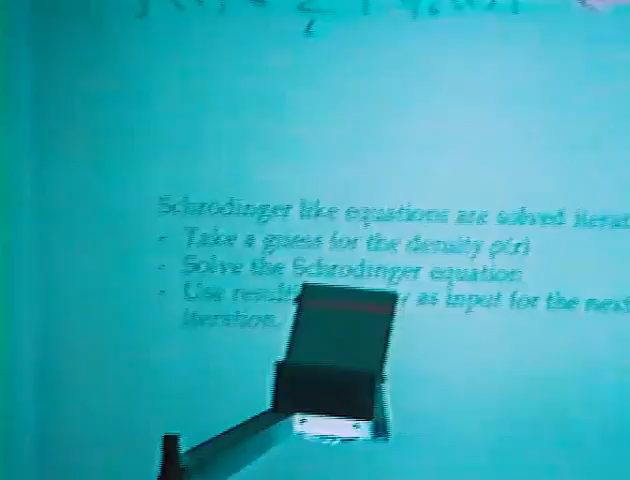 Schrodinger like equations are solved
- Take a guess for the density ρ(r)
- Solve the Schrodinger equation
- Use as input for the next
iteration.